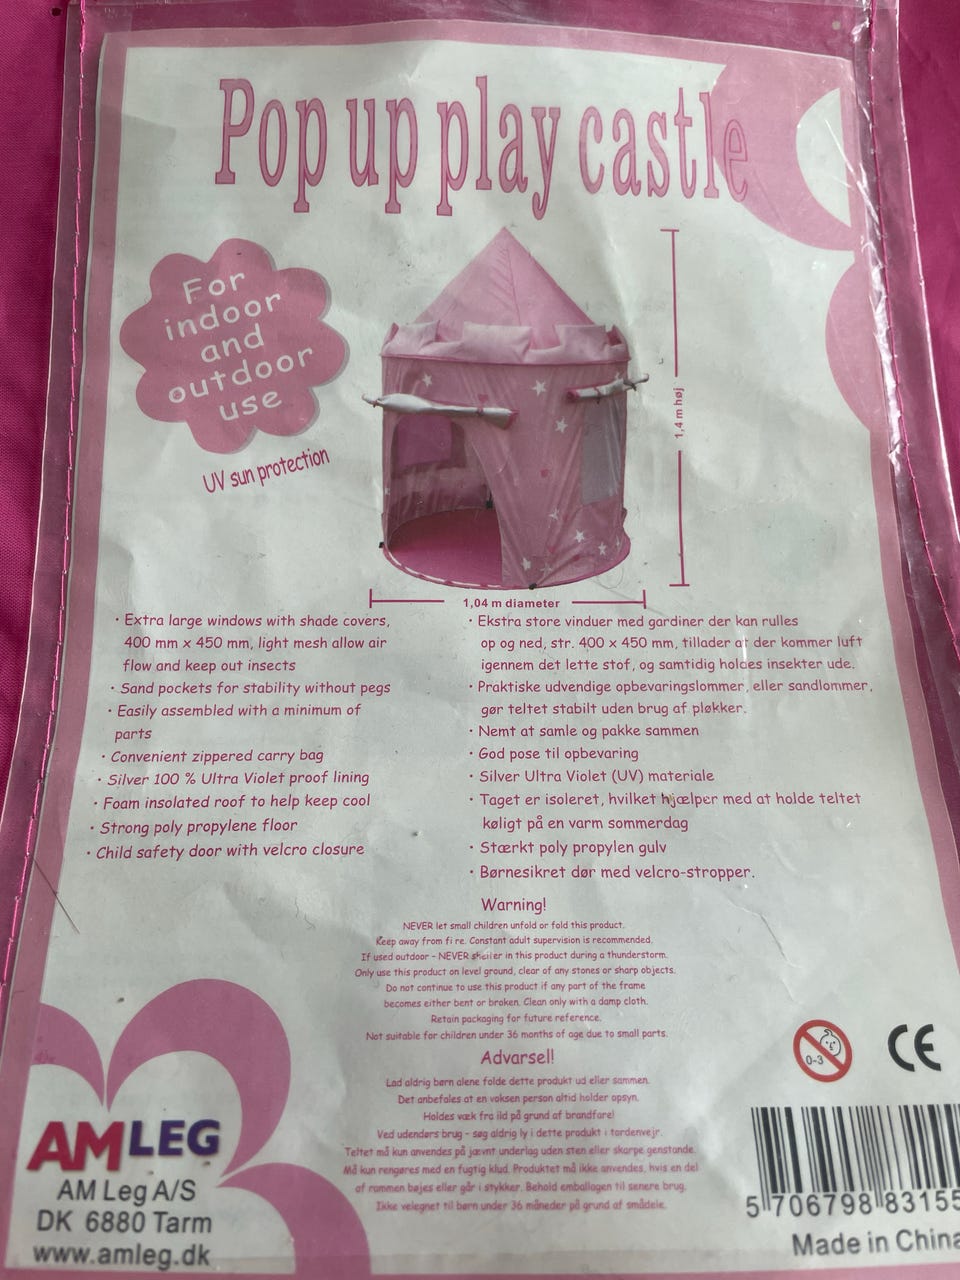 Pop up play castle
For
indoor
and
outdoor
use
UV sun protection
1,4 m høj
1,04 m diameter
· Extra large windows with shade covers,
400 mm x 450 mm, light mesh allow air
flow and keep out insects
· Sand pockets for stability without pegs
· Easily assembled with a minimum of
parts
· Convenient zippered carry bag
· Silver 100 % Ultra Violet proof lining
· Foam insulated roof to help keep cool
· Strong poly propylene floor
· Child safety door with velcro closure
· Ekstra store vinduer med gardiner der kan rulles
op og ned, str. 400 x 450 mm, tillader at der kommer luft
igennem det lette stof, og samtidig holdes insekter ude.
· Praktiske udvendige opbevaringslommer, eller sandlommer,
gør teltet stabilt uden brug af pløkker.
· Nemt at samle og pakke sammen
· God pose til opbevaring
· Silver Ultra Violet (UV) materiale
· Taget er isoleret, hvilket hjælper med at holde teltet
køligt på en varm sommerdag
· Stærkt poly propylen gulv
· Børnesikret dør med velcro-stropper.
Warning!
NEVER let small children unfold or fold this product.
Keep away from fi re. Constant adult supervision is recommended.
If used outdoor - NEVER shelter in this product during a thunderstorm.
Only use this product on level ground, clear of any stones or sharp objects.
Do not continue to use this product if any part of the frame
becomes either bent or broken. Clean only with a damp cloth.
Retain packaging for future reference.
Not suitable for children under 36 months of age due to small parts.
Advarsel!
Lad aldrig børn alene folde dette produkt ud eller sammen.
Det anbefales at en voksen person altid holder opsyn.
Holdes væk fra ild på grund af brandfare!
Ved udendørs brug - søg aldrig ly i dette produkt i tordenvejr.
Teltet må kun anvendes på jævnt underlag uden sten eller skarpe genstande.
Må kun rengøres med en fugtig klud. Produktet må ikke anvendes, hvis en del
af rammen bøjes eller går i stykker. Behold emballagen til senere brug.
Ikke velegnet til børn under 36 måneder på grund af smådele.
0-3
CE
AMLEG
AM Leg A/S
DK 6880 Tarm
www.amleg.dk
5 706798 83155
Made in China